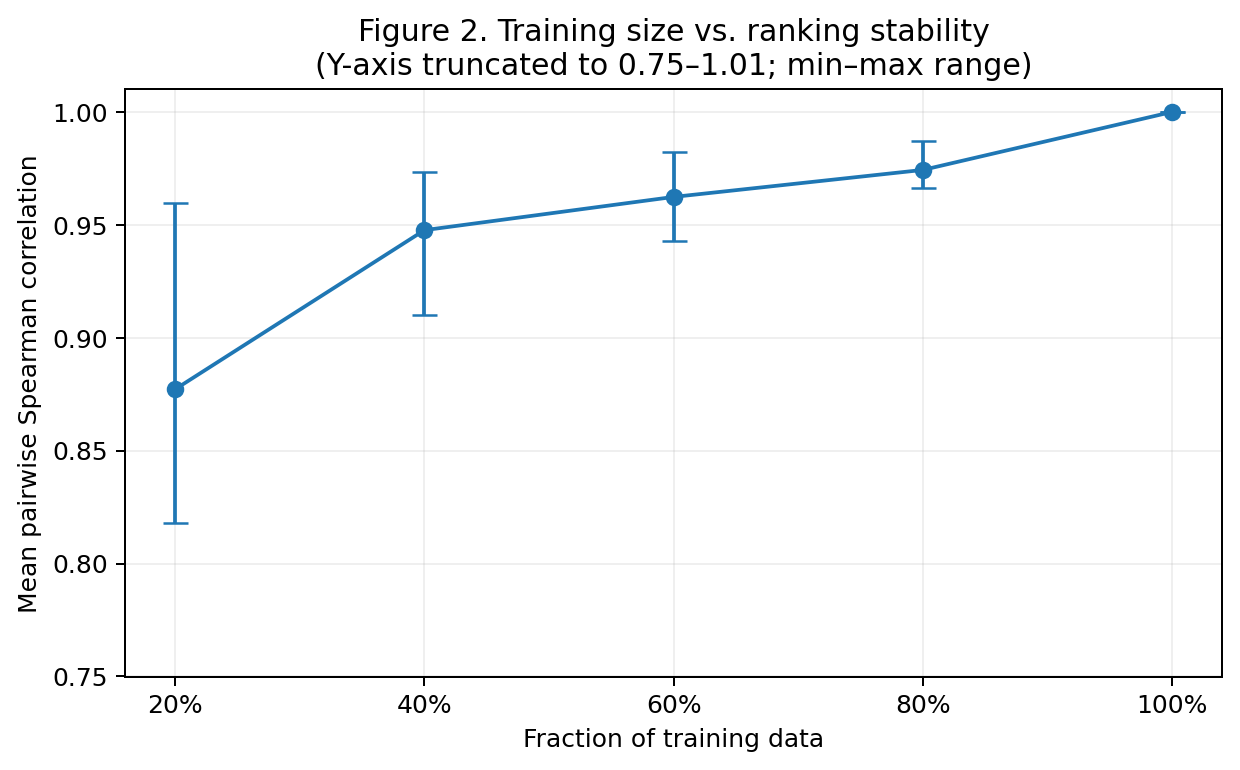 Figure 2. Training size vs. ranking stability
(Y-axis truncated to 0.75–1.01; min–max range)
Mean pairwise Spearman correlation
1.00
0.95
0.90
0.85
0.80
0.75
20% 40% 60% 80% 100%
Fraction of training data